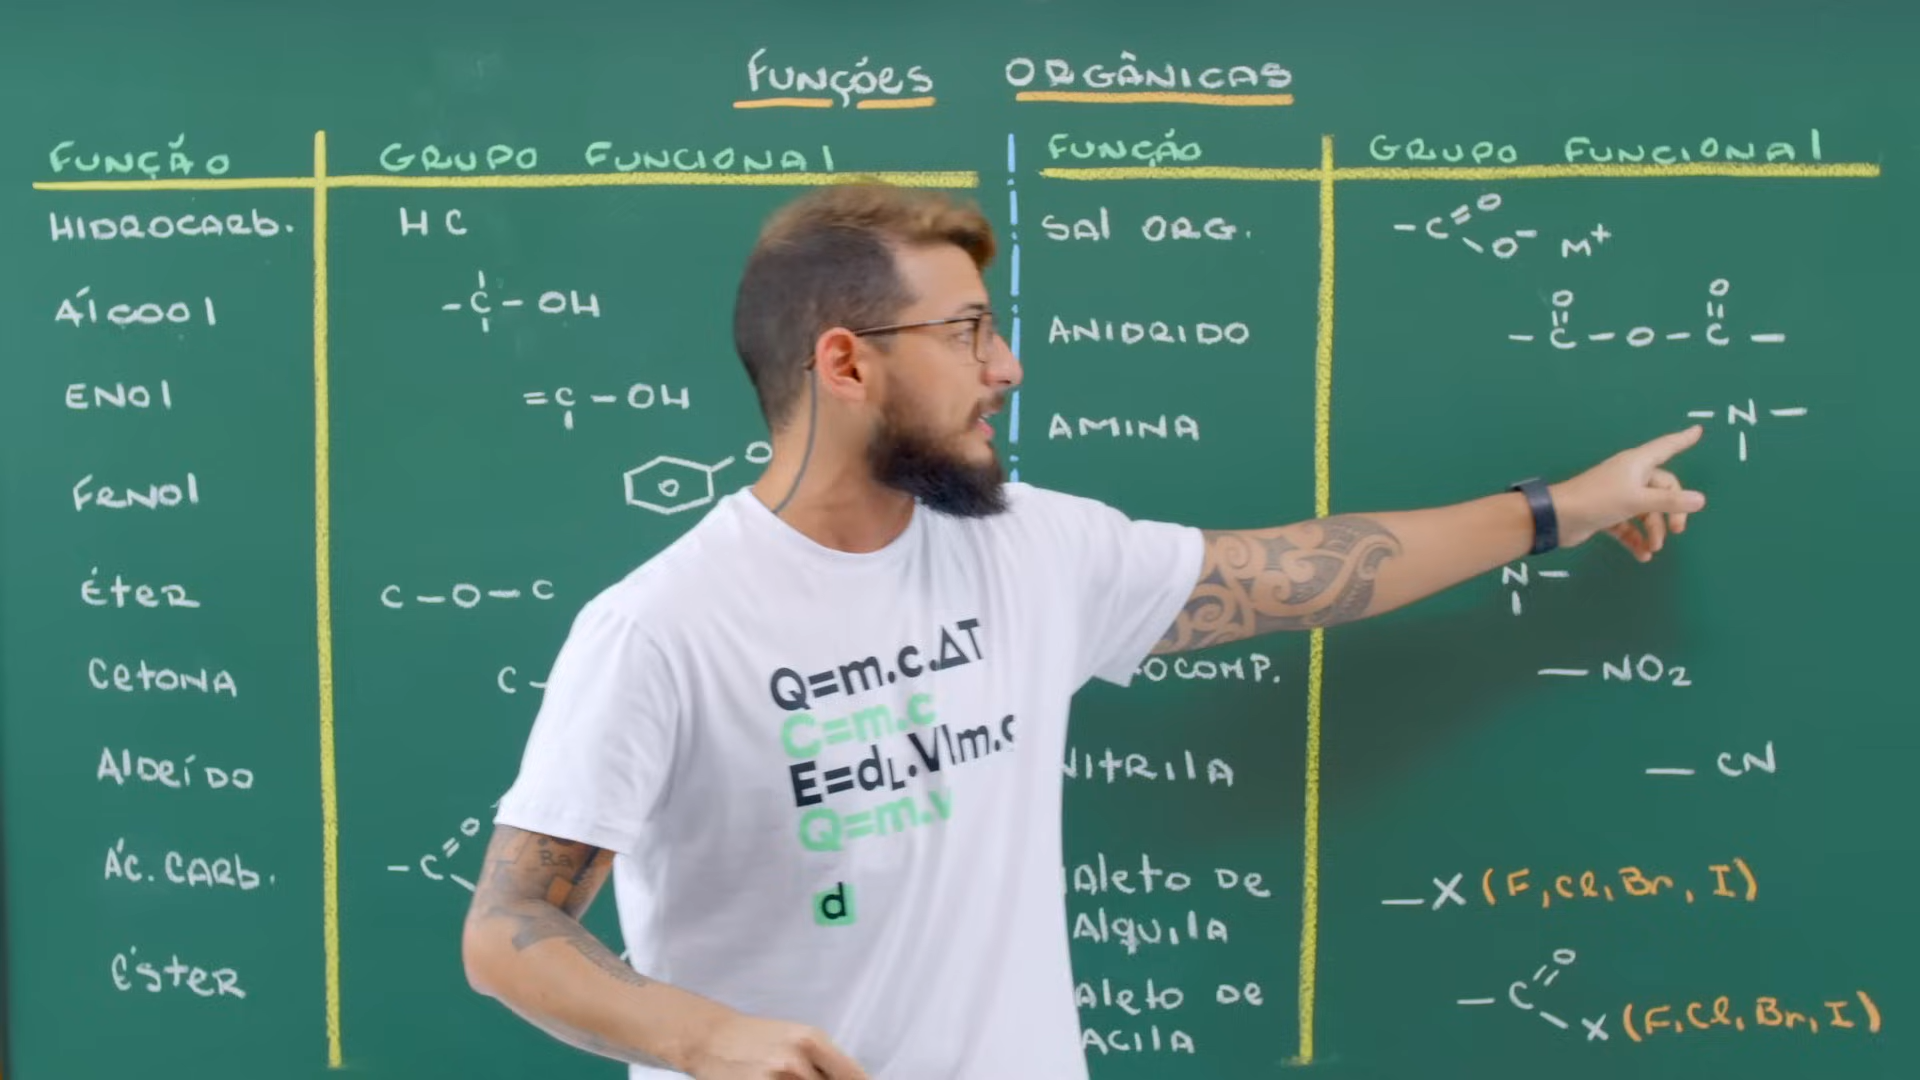 FUNÇÕES ORGÂNICAS
FUNÇÃO GRUPO FUNCIONAL
HIDROCARB. HC
ÁLCOOL -C-OH
ENOL =C-OH
FENOL
ÉTER C-O-C
CETONA C-
ALDEÍDO
ÁC. CARB. -C=O
ÉSTER
FUNÇÃO GRUPO FUNCIONAL
SAL ORG. -C=O O⁻ M⁺
ANIDRIDO -C(=O)-O-C(=O)-
AMINA -N-
N-
OCOMP. -NO₂
NITRILA -CN
ALETO DE
ALQUILA -X (F, Cl, Br, I)
ALETO DE
ACILA -C=O X (F, Cl, Br, I)
Q=m.c.ΔT
C=m.c
E=dL.Vlm.g
Q=m.v
d